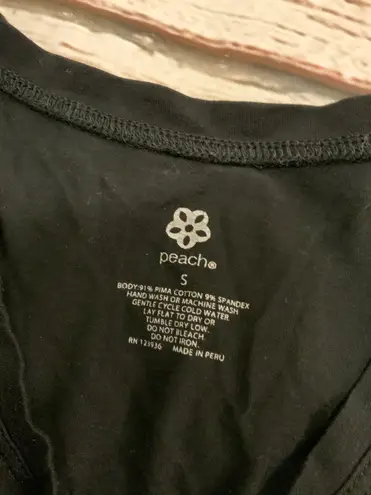 peach®
S
BODY:91% PIMA COTTON 9% SPANDEX
HAND WASH OR MACHINE WASH
GENTLE CYCLE COLD WATER.
LAY FLAT TO DRY OR
TUMBLE DRY LOW.
DO NOT BLEACH.
DO NOT IRON.
RN 123936 MADE IN PERU